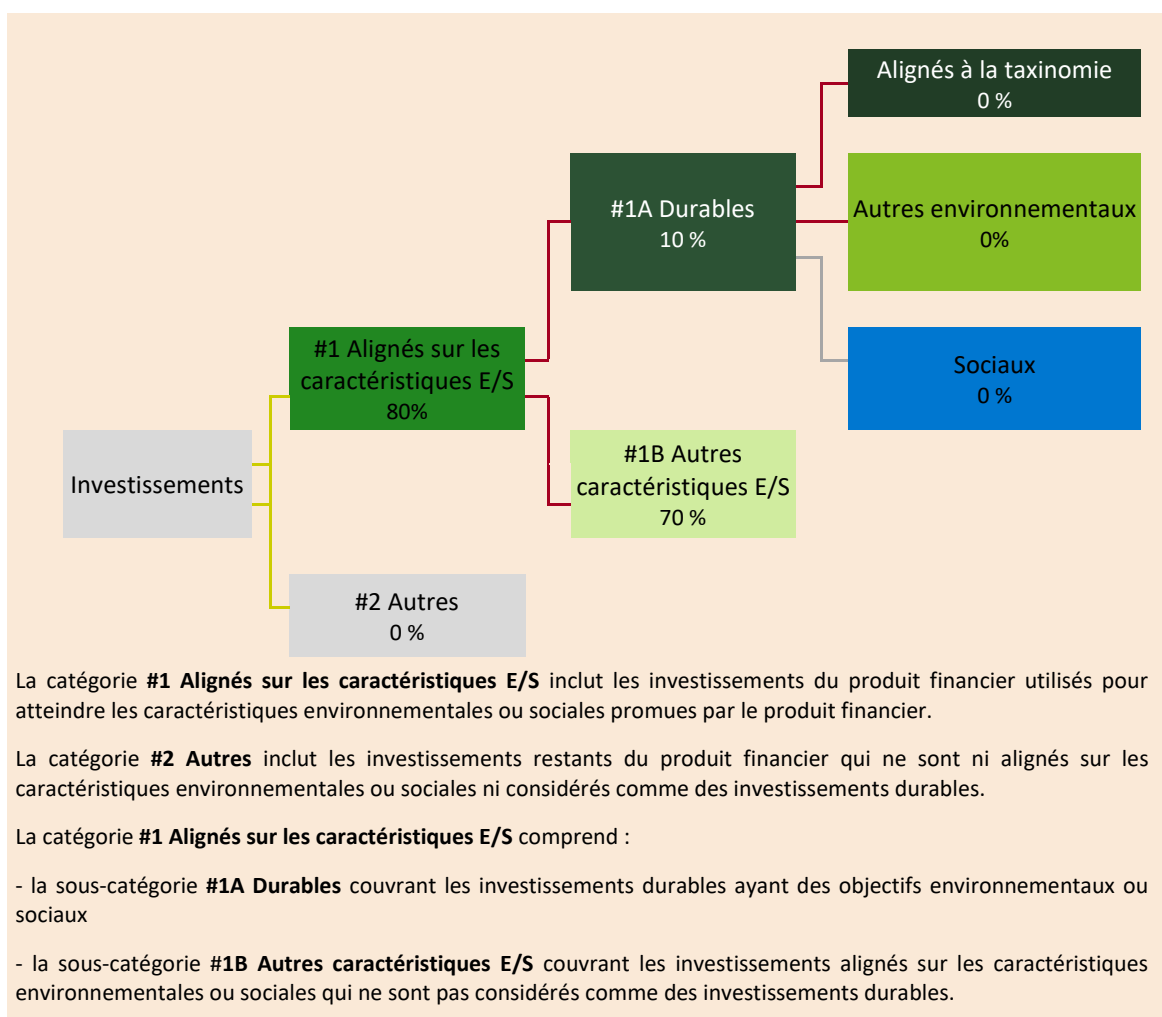 Alignés à la taxinomie
0 %
#1A Durables
10 %
Autres environnementaux
0%
#1 Alignés sur les
caractéristiques E/S
80%
Sociaux
0 %
Investissements
#1B Autres
caractéristiques E/S
70 %
#2 Autres
0 %
La catégorie #1 Alignés sur les caractéristiques E/S inclut les investissements du produit financier utilisés pour
atteindre les caractéristiques environnementales ou sociales promues par le produit financier.
La catégorie #2 Autres inclut les investissements restants du produit financier qui ne sont ni alignés sur les
caractéristiques environnementales ou sociales ni considérés comme des investissements durables.
La catégorie #1 Alignés sur les caractéristiques E/S comprend :
- la sous-catégorie #1A Durables couvrant les investissements durables ayant des objectifs environnementaux ou
sociaux
- la sous-catégorie #1B Autres caractéristiques E/S couvrant les investissements alignés sur les caractéristiques
environnementales ou sociales qui ne sont pas considérés comme des investissements durables.